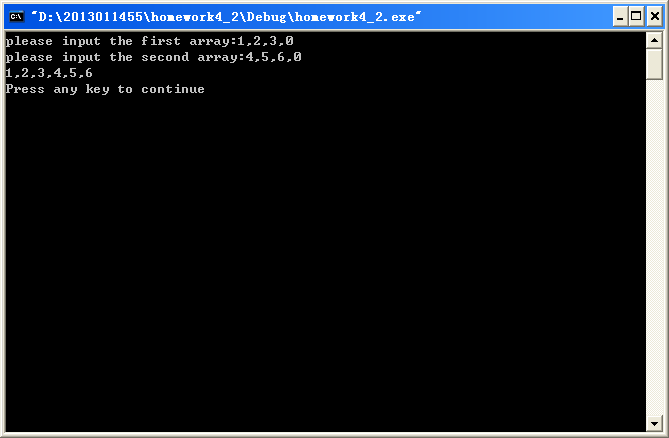 "D:\2013011455\homework4_2\Debug\homework4_2.exe"
please input the first array:1,2,3,0
please input the second array:4,5,6,0
1,2,3,4,5,6
Press any key to continue